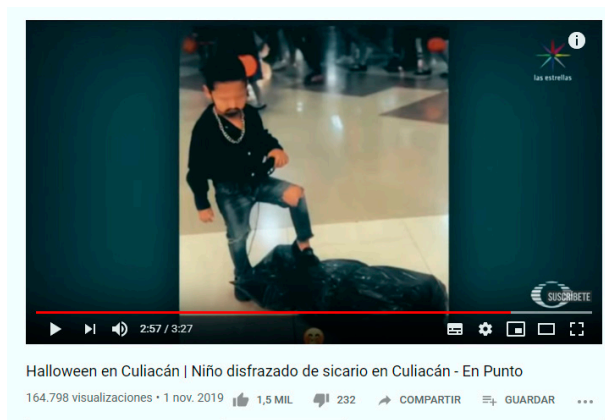 las estrellas
SUSCRÍBETE
2:57 / 3:27
Halloween en Culiacán | Niño disfrazado de sicario en Culiacán - En Punto
164.798 visualizaciones • 1 nov. 2019 1,5 MIL 232 COMPARTIR GUARDAR